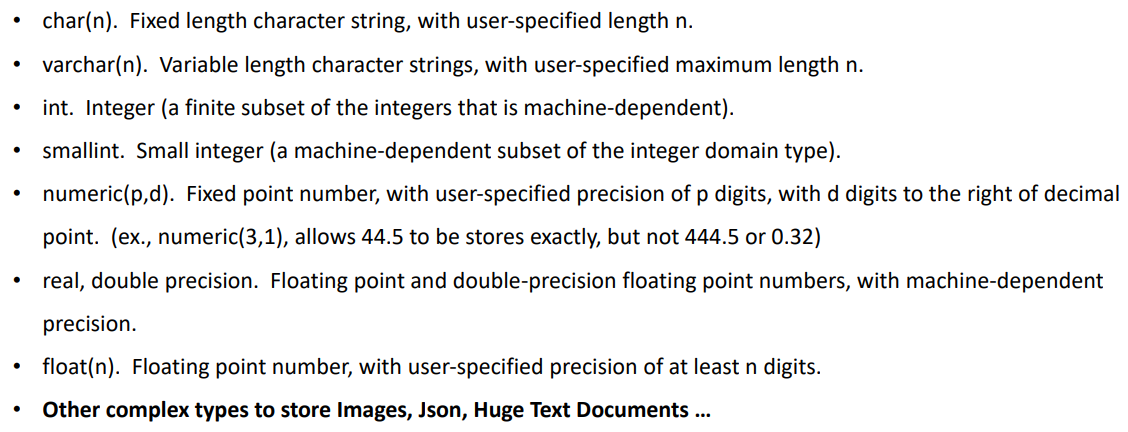 • char(n).  Fixed length character string, with user-specified length n.
• varchar(n).  Variable length character strings, with user-specified maximum length n.
• int.  Integer (a finite subset of the integers that is machine-dependent).
• smallint.  Small integer (a machine-dependent subset of the integer domain type).
• numeric(p,d).  Fixed point number, with user-specified precision of p digits, with d digits to the right of decimal
point.  (ex., numeric(3,1), allows 44.5 to be stores exactly, but not 444.5 or 0.32)
• real, double precision.  Floating point and double-precision floating point numbers, with machine-dependent
precision.
• float(n).  Floating point number, with user-specified precision of at least n digits.
• Other complex types to store Images, Json, Huge Text Documents ...